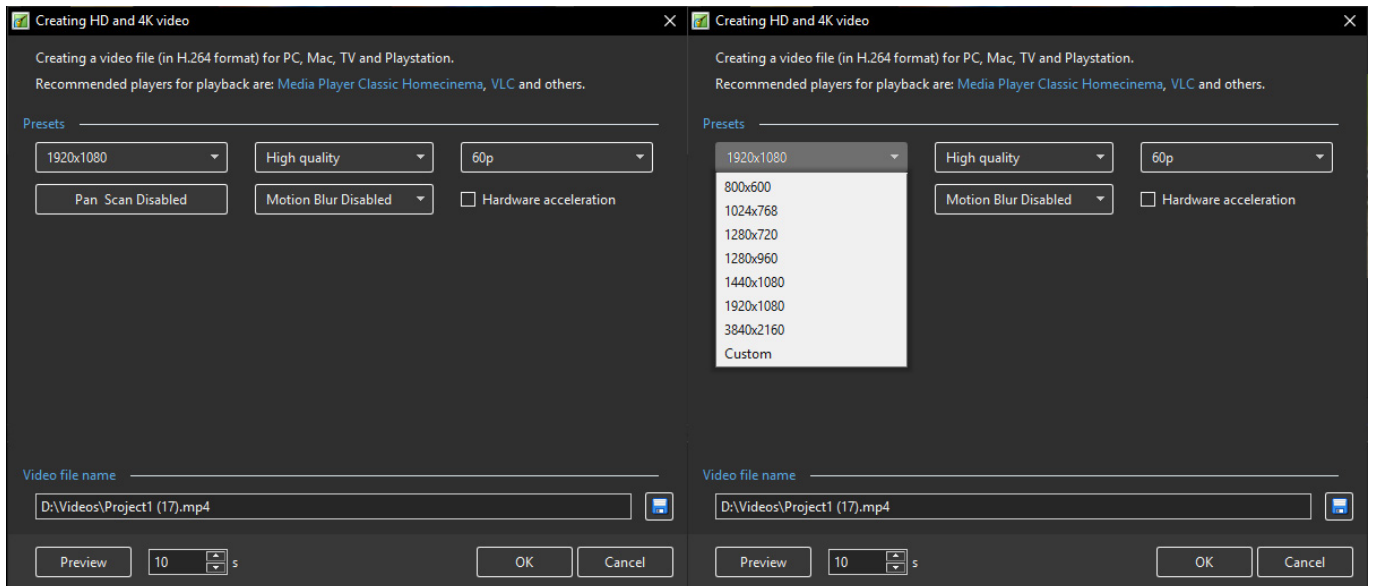 Creating HD and 4K video
Creating a video file (in H.264 format) for PC, Mac, TV and Playstation.
Recommended players for playback are: Media Player Classic Homecinema, VLC and others.
Presets
1920x1080
High quality
60p
Pan Scan Disabled
Motion Blur Disabled
Hardware acceleration
Video file name
D:\Videos\Project1 (17).mp4
Preview
10
s
OK
Cancel
Creating HD and 4K video
Creating a video file (in H.264 format) for PC, Mac, TV and Playstation.
Recommended players for playback are: Media Player Classic Homecinema, VLC and others.
Presets
1920x1080
High quality
60p
800x600
1024x768
1280x720
1280x960
1440x1080
1920x1080
3840x2160
Custom
Motion Blur Disabled
Hardware acceleration
Video file name
D:\Videos\Project1 (17).mp4
Preview
10
s
OK
Cancel